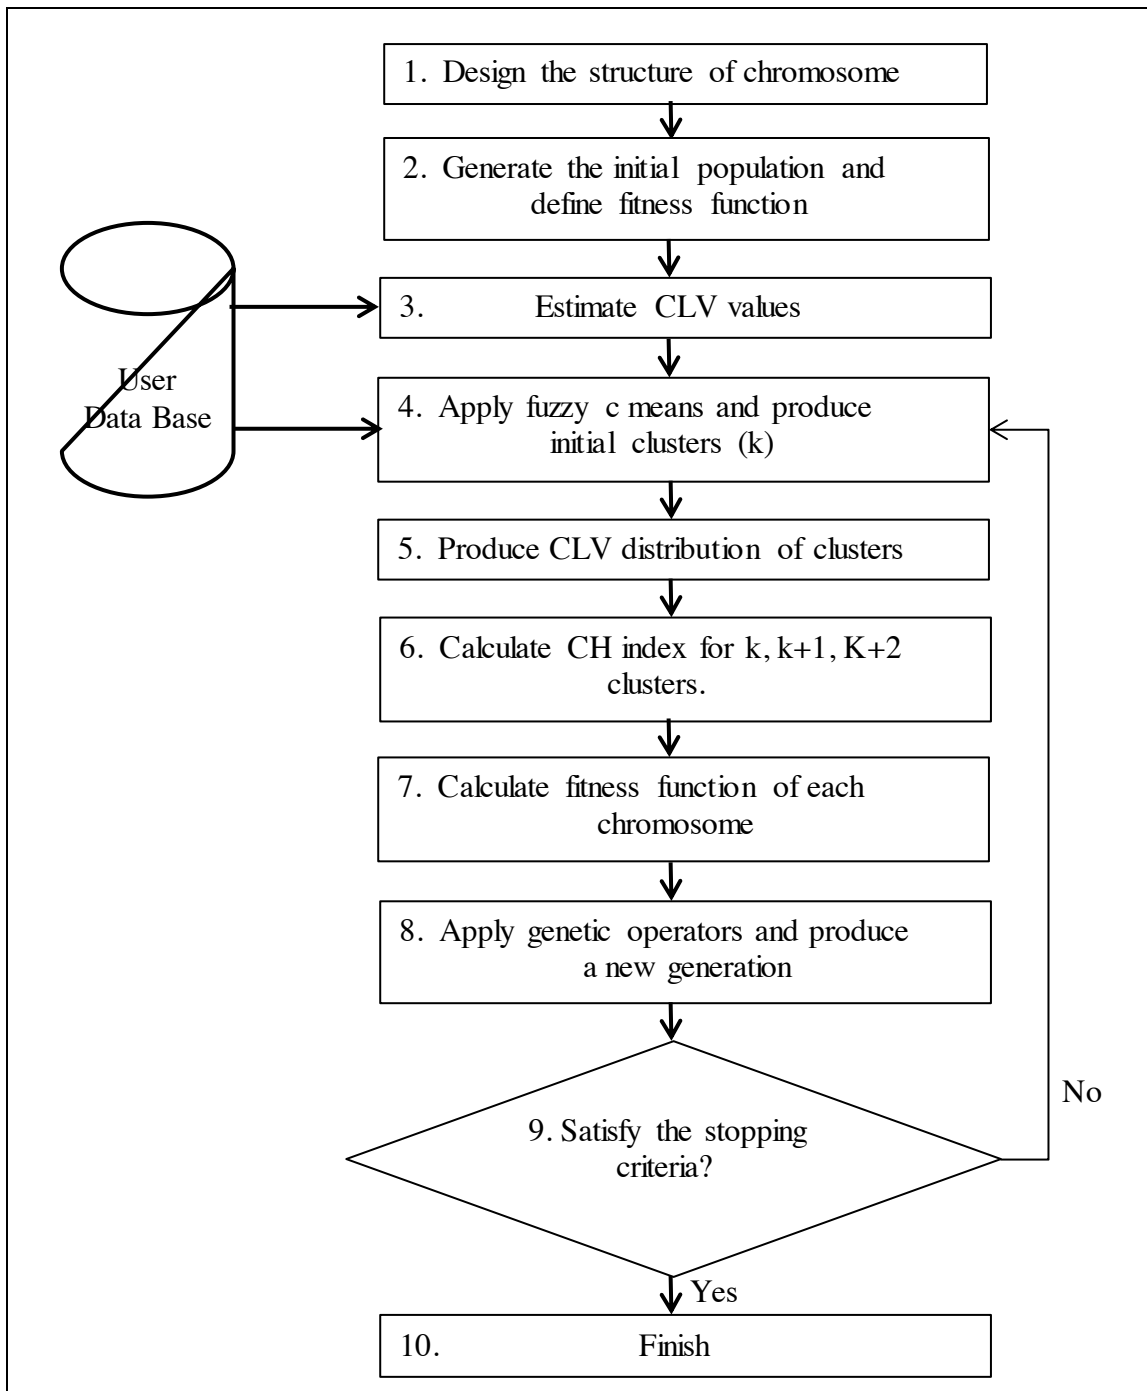 1. Design the structure of chromosome
2. Generate the initial population and
define fitness function
3. Estimate CLV values
User
Data Base
4. Apply fuzzy c means and produce
initial clusters (k)
5. Produce CLV distribution of clusters
6. Calculate CH index for k, k+1, K+2
clusters.
7. Calculate fitness function of each
chromosome
8. Apply genetic operators and produce
a new generation
9. Satisfy the stopping
criteria?
No
Yes
10. Finish